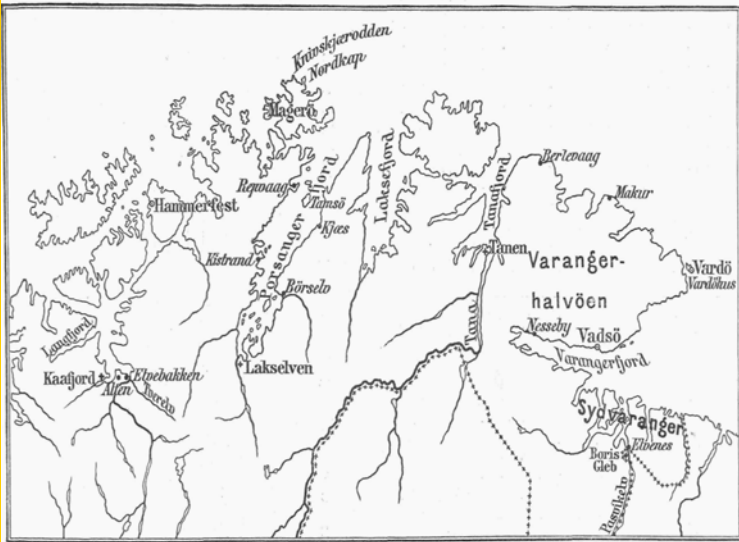 Knivskjærodden
Nordkap
Magerö
Repvaag
Porsanger fjord
Tamsö
Kjæs
Laksefjord
Tanafjord
Berlevaag
Makur
Hammerfest
Kistrand
Börselv
Tanen
Varanger-
halvöen
Vardö
Vardöhus
Tana
Nesseby
Vadsö
Varangerfjord
Langfjord
Lakselven
Kaafjord
Elvebakken
Alten
Sydvaranger
Boris
Gleb
Elvenes
Pasvikelv